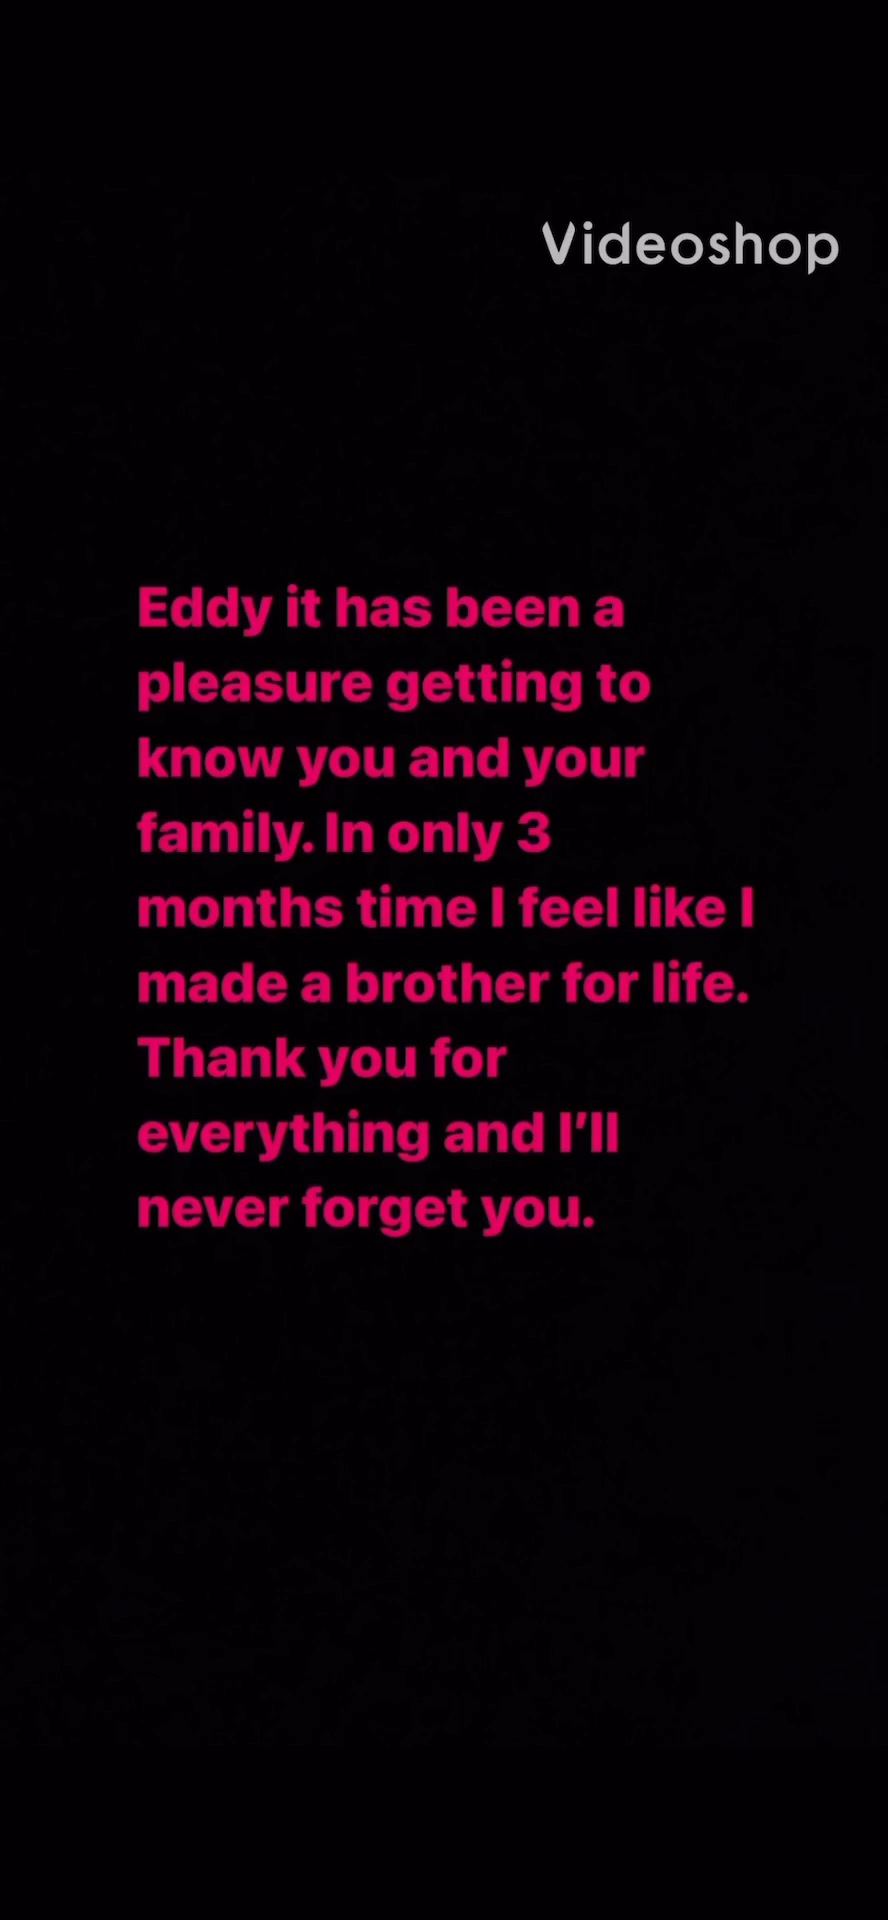 Videoshop
Eddy it has been a
pleasure getting to
know you and your
family. In only 3
months time I feel like I
made a brother for life.
Thank you for
everything and I’ll
never forget you.